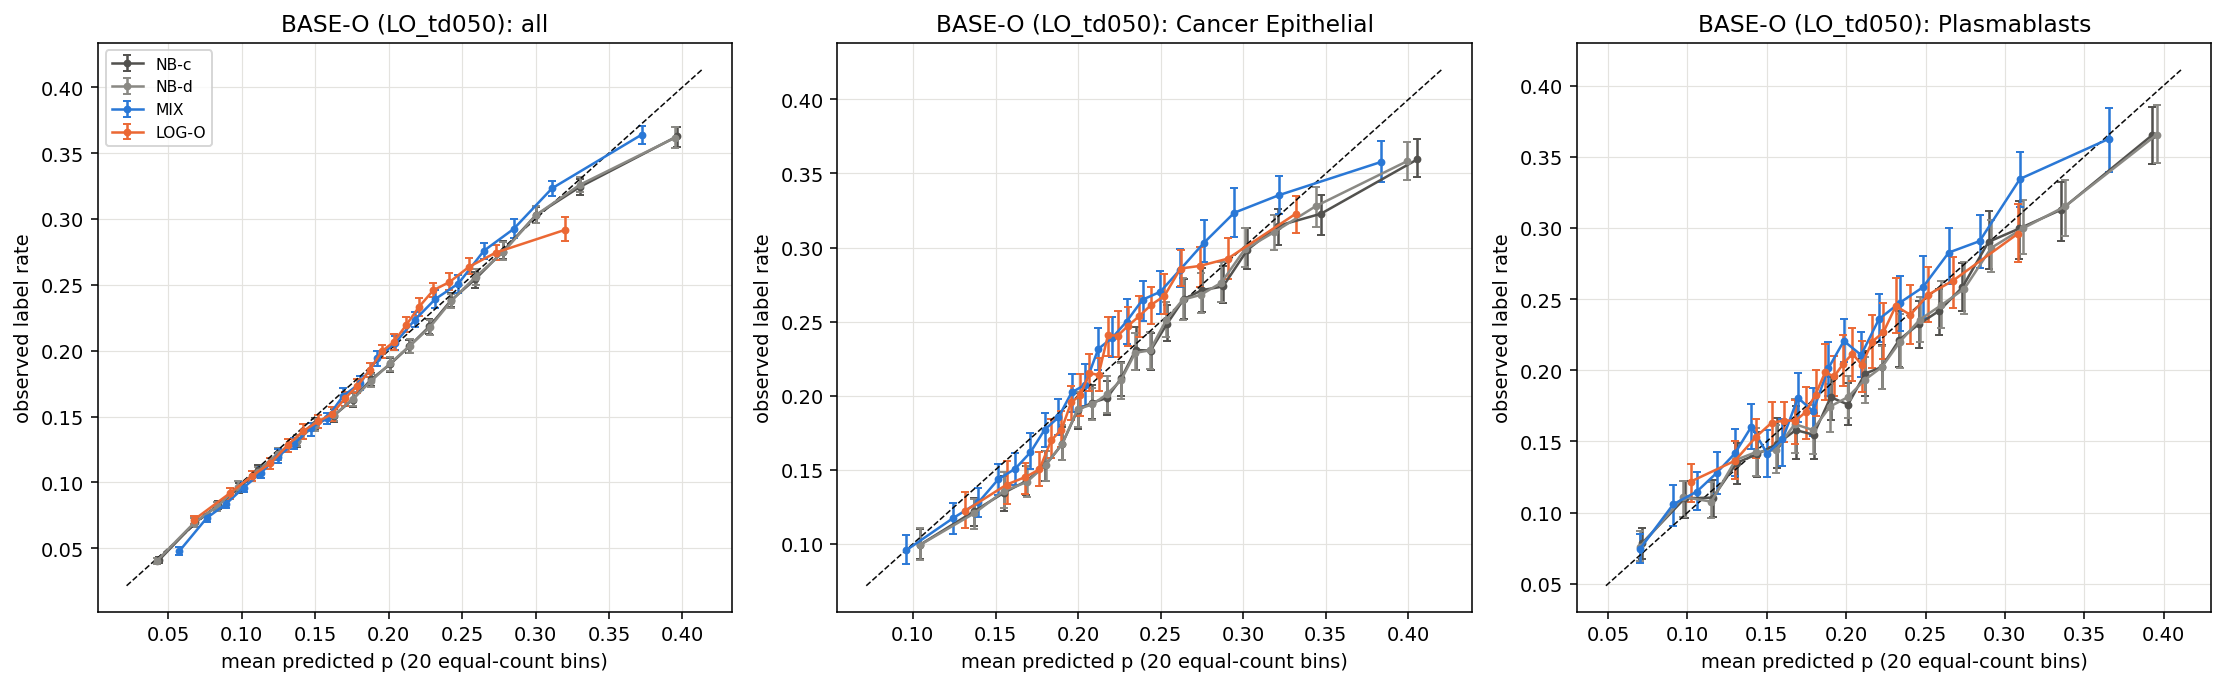 BASE-O (LO_td050): all
NB-c
NB-d
MIX
LOG-O
0.40
0.35
0.30
0.25
0.20
0.15
0.10
0.05
observed label rate
0.05 0.10 0.15 0.20 0.25 0.30 0.35 0.40
mean predicted p (20 equal-count bins)
BASE-O (LO_td050): Cancer Epithelial
0.40
0.35
0.30
0.25
0.20
0.15
0.10
observed label rate
0.10 0.15 0.20 0.25 0.30 0.35 0.40
mean predicted p (20 equal-count bins)
BASE-O (LO_td050): Plasmablasts
0.40
0.35
0.30
0.25
0.20
0.15
0.10
0.05
observed label rate
0.05 0.10 0.15 0.20 0.25 0.30 0.35 0.40
mean predicted p (20 equal-count bins)